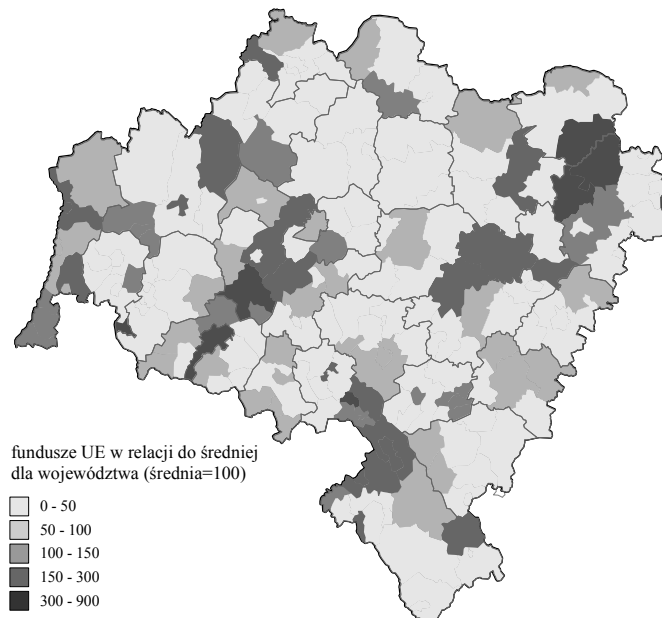 fundusze UE w relacji do średniej
dla województwa (średnia=100)
0 - 50
50 - 100
100 - 150
150 - 300
300 - 900